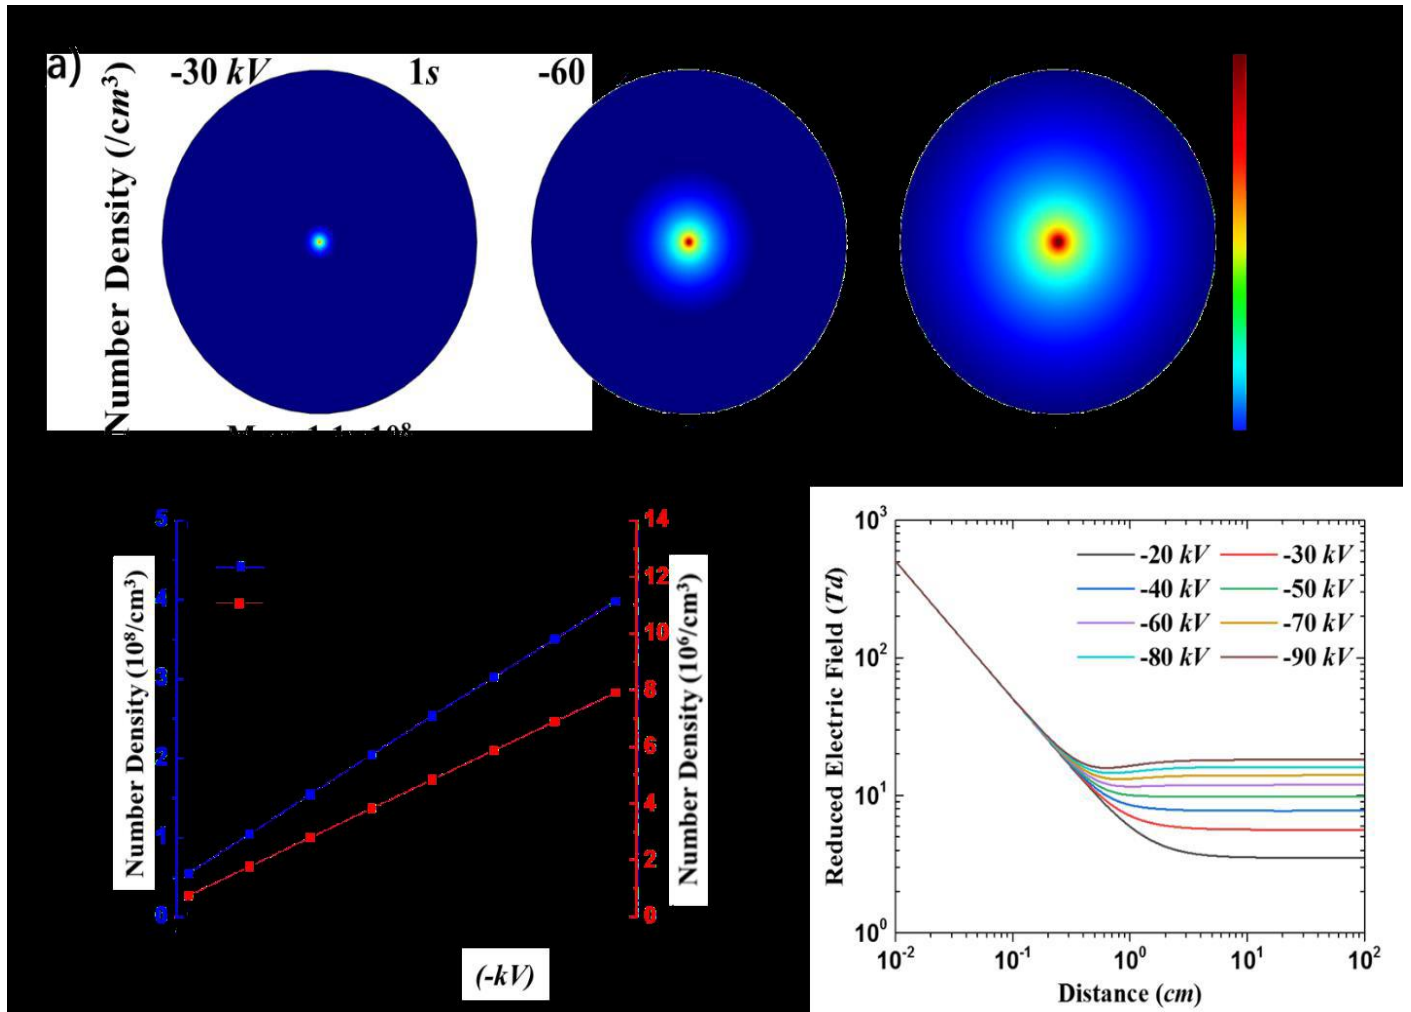 a)
-30 kV 1s -60
Number Density (/cm³)
5
4
3
2
1
0
Number Density (10⁸/cm³)
14
12
10
8
6
4
2
0
Number Density (10⁶/cm³)
(-kV)
10³
10²
10¹
10⁰
Reduced Electric Field (Td)
-20 kV -30 kV
-40 kV -50 kV
-60 kV -70 kV
-80 kV -90 kV
10⁻² 10⁻¹ 10⁰ 10¹ 10²
Distance (cm)